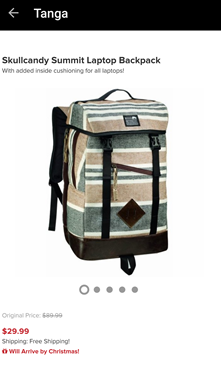 Tanga
Skullcandy Summit Laptop Backpack
With added inside cushioning for all laptops!
Original Price: $89.99
$29.99
Shipping: Free Shipping!
Will Arrive by Christmas!